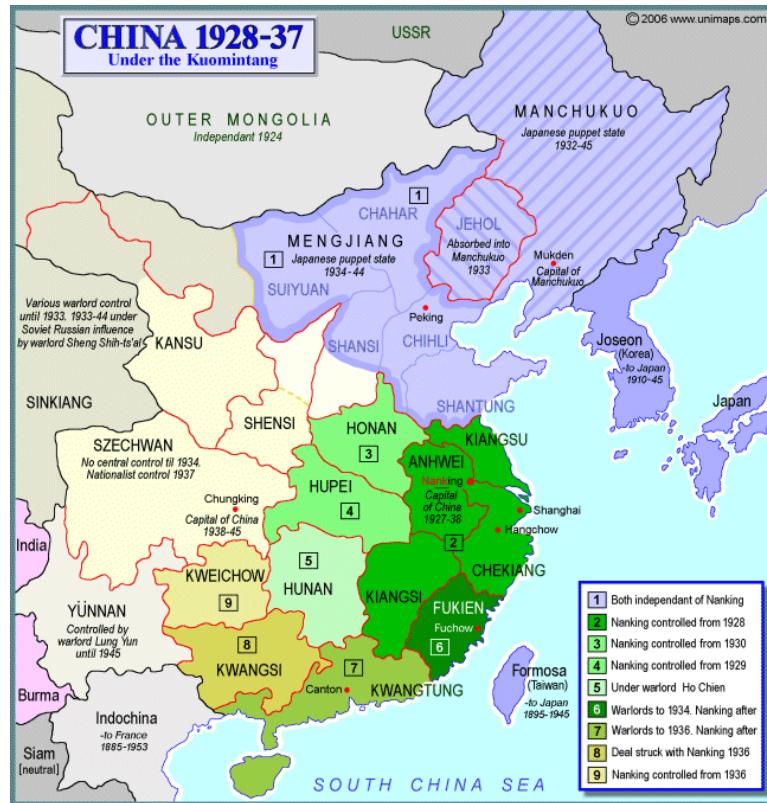 © 2006 www.unimaps.com
CHINA 1928-37
Under the Kuomintang
USSR
OUTER MONGOLIA
Independant 1924
MANCHUKUO
Japanese puppet state
1932-45
1
CHAHAR
JEHOL
Absorbed into
Manchukuo
1933
MENGJIANG
Japanese puppet state
1934-44
1
SUIYUAN
Mukden
Capital of
Manchukuo
Various warlord control
until 1933. 1933-44 under
Soviet Russian influence
by warlord Sheng Shih-ts'al
Peking
KANSU
SHANSI
CHIHLI
Joseon
(Korea)
-to Japan
1910-45
SINKIANG
SHANTUNG
Japan
SHENSI
HONAN
3
KIANGSU
SZECHWAN
No central control til 1934.
Nationalist control 1937
ANHWEI
Nanking
Capital
of China
1927-38
HUPEI
4
Chungking
Capital of China
1938-45
Shanghai
Hangchow
2
India
5
HUNAN
CHEKIANG
KWEICHOW
9
KIANGSI
YÜNNAN
Controlled by
warlord Lung Yun
until 1945
FUKIEN
Fuchow
6
8
KWANGSI
7
Canton
KWANGTUNG
Formosa
(Taiwan)
-to Japan
1895-1945
Burma
Indochina
-to France
1885-1953
Siam
[neutral]
SOUTH CHINA SEA
1 Both independant of Nanking
2 Nanking controlled from 1928
3 Nanking controlled from 1930
4 Nanking controlled from 1929
5 Under warlord Ho Chien
6 Warlords to 1934. Nanking after
7 Warlords to 1936. Nanking after
8 Deal struck with Nanking 1936
9 Nanking controlled from 1936